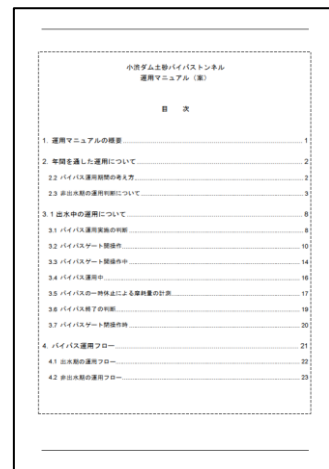 小渋ダム土砂バイパストンネル
運用マニュアル（案）
目　次
1. 運用マニュアルの概要 1
2. 年間を通した運用について 2
2.2 バイパス運用期間の考え方 2
2.3 非出水期の運用判断について 3
3. 1出水中の運用について 8
3.1 バイパス運用実施の判断 8
3.2 バイパスゲート開操作 10
3.3 バイパスゲート開操作中 14
3.4 バイパス運用中 16
3.5 バイパスの一時休止による摩耗量の計測 17
3.6 バイパス終了の判断 19
3.7 バイパスゲート閉操作時 20
4. バイパス運用フロー 21
4.1 出水期の運用フロー 22
4.2 非出水期の運用フロー 23